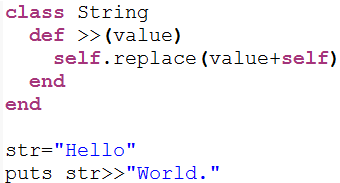 class String
  def >>(value)
    self.replace(value+self)
  end
end

str="Hello"
puts str>>"World."